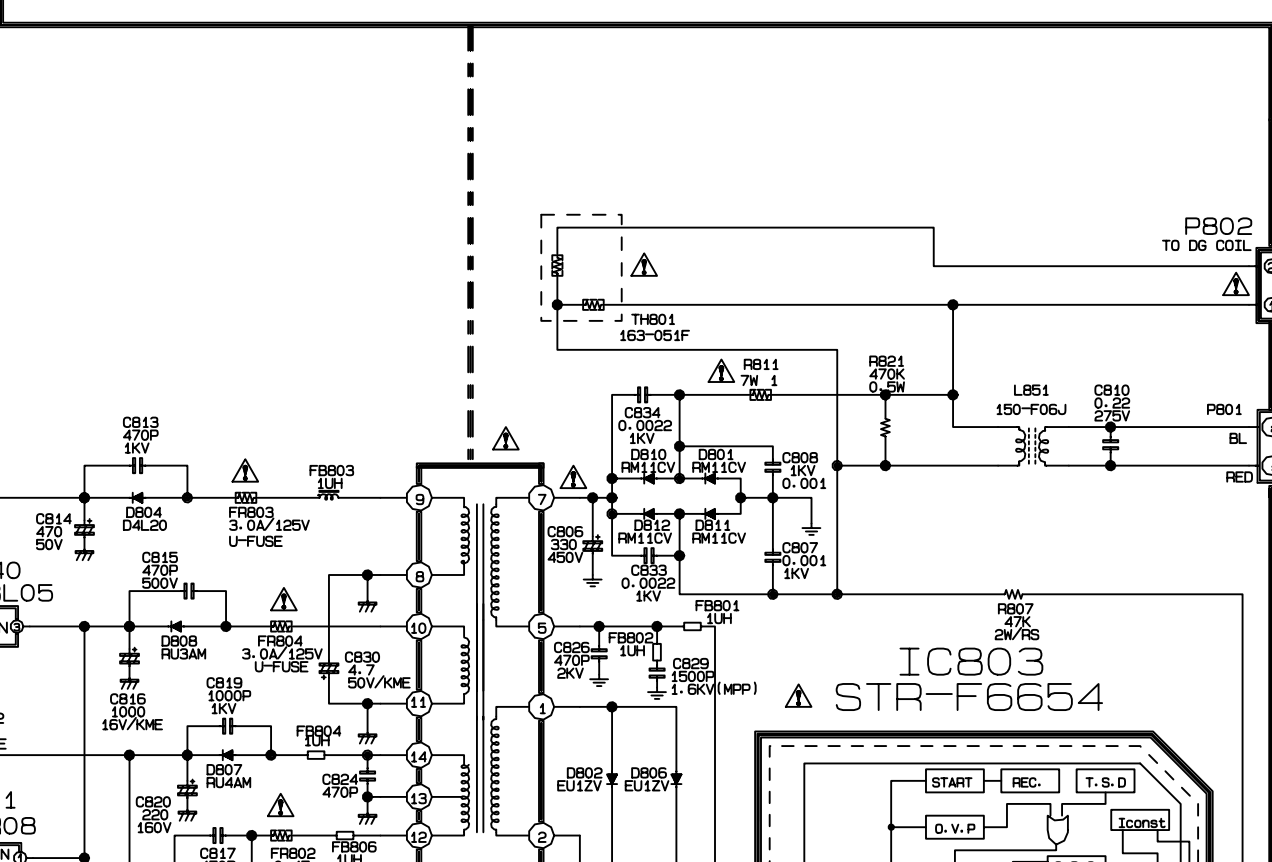 P802
TO DG COIL
TH801
163-051F
R811
7W 1
R821
470K
0.5W
L851
150-F06J
C810
0.22
275V
P801
BL
RED
C834
0.0022
1KV
D810
RM11CV
D801
RM11CV
C808
1KV
0.001
D812
RM11CV
D811
RM11CV
C807
0.001
1KV
C833
0.0022
1KV
C806
330
450V
C813
470P
1KV
D804
D4L20
FR803
3.0A/125V
U-FUSE
FB803
1UH
C814
470
50V
C815
470P
500V
40
L05
N 3
D808
RU3AM
FR804
3.0A/125V
U-FUSE
C830
4.7
50V/KME
C816
1000
16V/KME
C819
1000P
1KV
D807
RU4AM
FB804
1UH
C824
470P
C820
220
160V
1
08
N
C817
FR802
FB806
1UH
9
8
10
11
14
13
12
7
5
1
2
FB801
1UH
C826
470P
2KV
FB802
1UH
C829
1500P
1.6KV(MPP)
R807
47K
2W/RS
D802
EU1ZV
D806
EU1ZV
IC803
STR-F6654
START
REC.
T.S.D
O.V.P
Iconst